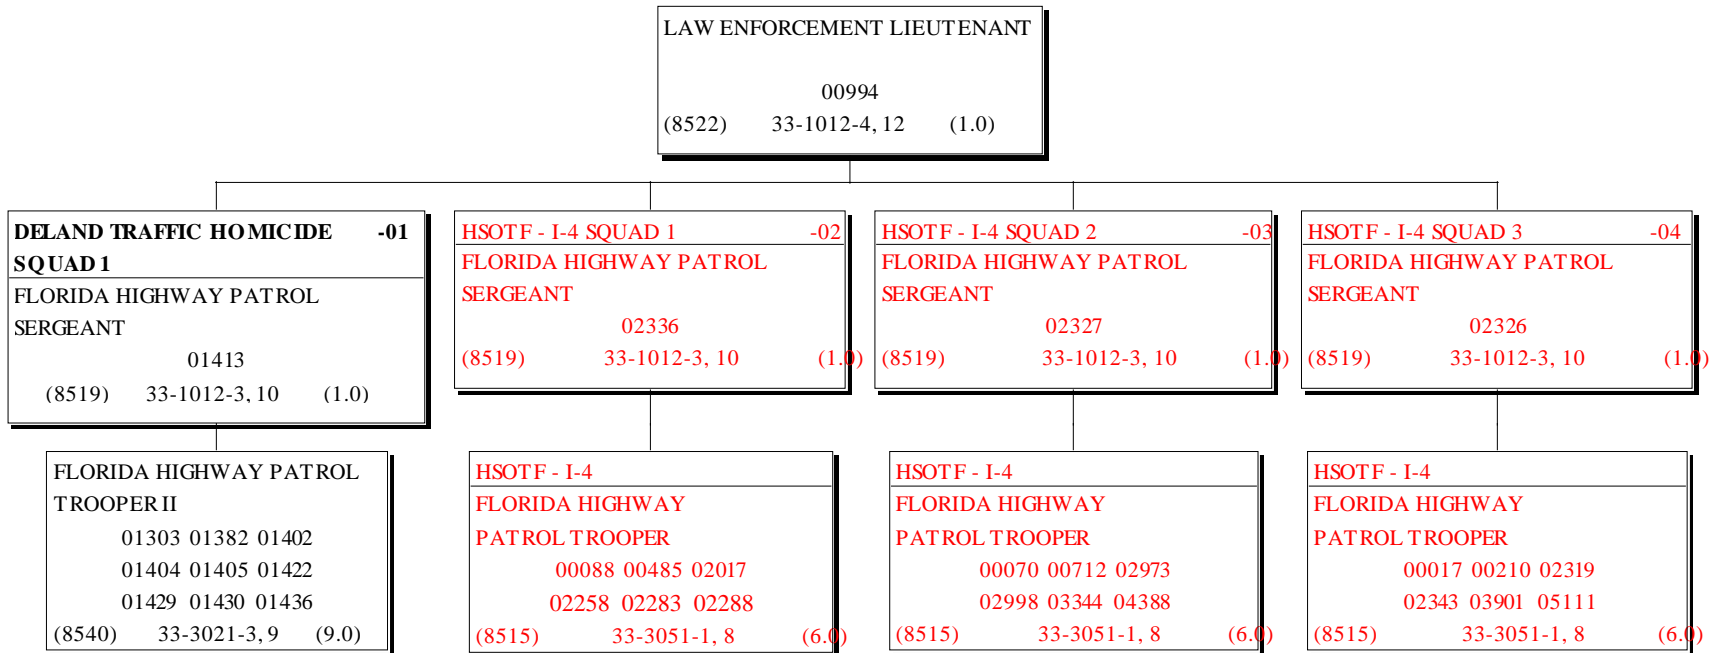 LAW ENFORCEMENT LIEUTENANT
00994
(8522) 33-1012-4, 12 (1.0)
DELAND TRAFFIC HOMICIDE -01
SQUAD 1
FLORIDA HIGHWAY PATROL
SERGEANT
01413
(8519) 33-1012-3, 10 (1.0)
HSOTF - I-4 SQUAD 1 -02
FLORIDA HIGHWAY PATROL
SERGEANT
02336
(8519) 33-1012-3, 10 (1.0)
HSOTF - I-4 SQUAD 2 -03
FLORIDA HIGHWAY PATROL
SERGEANT
02327
(8519) 33-1012-3, 10 (1.0)
HSOTF - I-4 SQUAD 3 -04
FLORIDA HIGHWAY PATROL
SERGEANT
02326
(8519) 33-1012-3, 10 (1.0)
FLORIDA HIGHWAY PATROL
TROOPER II
01303 01382 01402
01404 01405 01422
01429 01430 01436
(8540) 33-3021-3, 9 (9.0)
HSOTF - I-4
FLORIDA HIGHWAY
PATROL TROOPER
00088 00485 02017
02258 02283 02288
(8515) 33-3051-1, 8 (6.0)
HSOTF - I-4
FLORIDA HIGHWAY
PATROL TROOPER
00070 00712 02973
02998 03344 04388
(8515) 33-3051-1, 8 (6.0)
HSOTF - I-4
FLORIDA HIGHWAY
PATROL TROOPER
00017 00210 02319
02343 03901 05111
(8515) 33-3051-1, 8 (6.0)